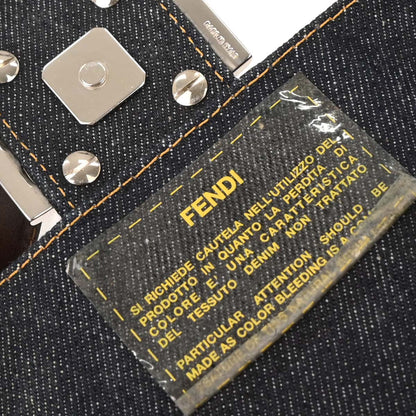 FENDI
SI RICHIEDE CAUTELA NELL'UTILIZZO DEL
PRODOTTO IN QUANTO LA PERDITA DI
COLORE E' UNA CARATTERISTICA
DEL TESSUTO DENIM NON TRATTATO
PARTICULAR ATTENTION SHOULD BE
MADE AS COLOR BLEEDING IS A